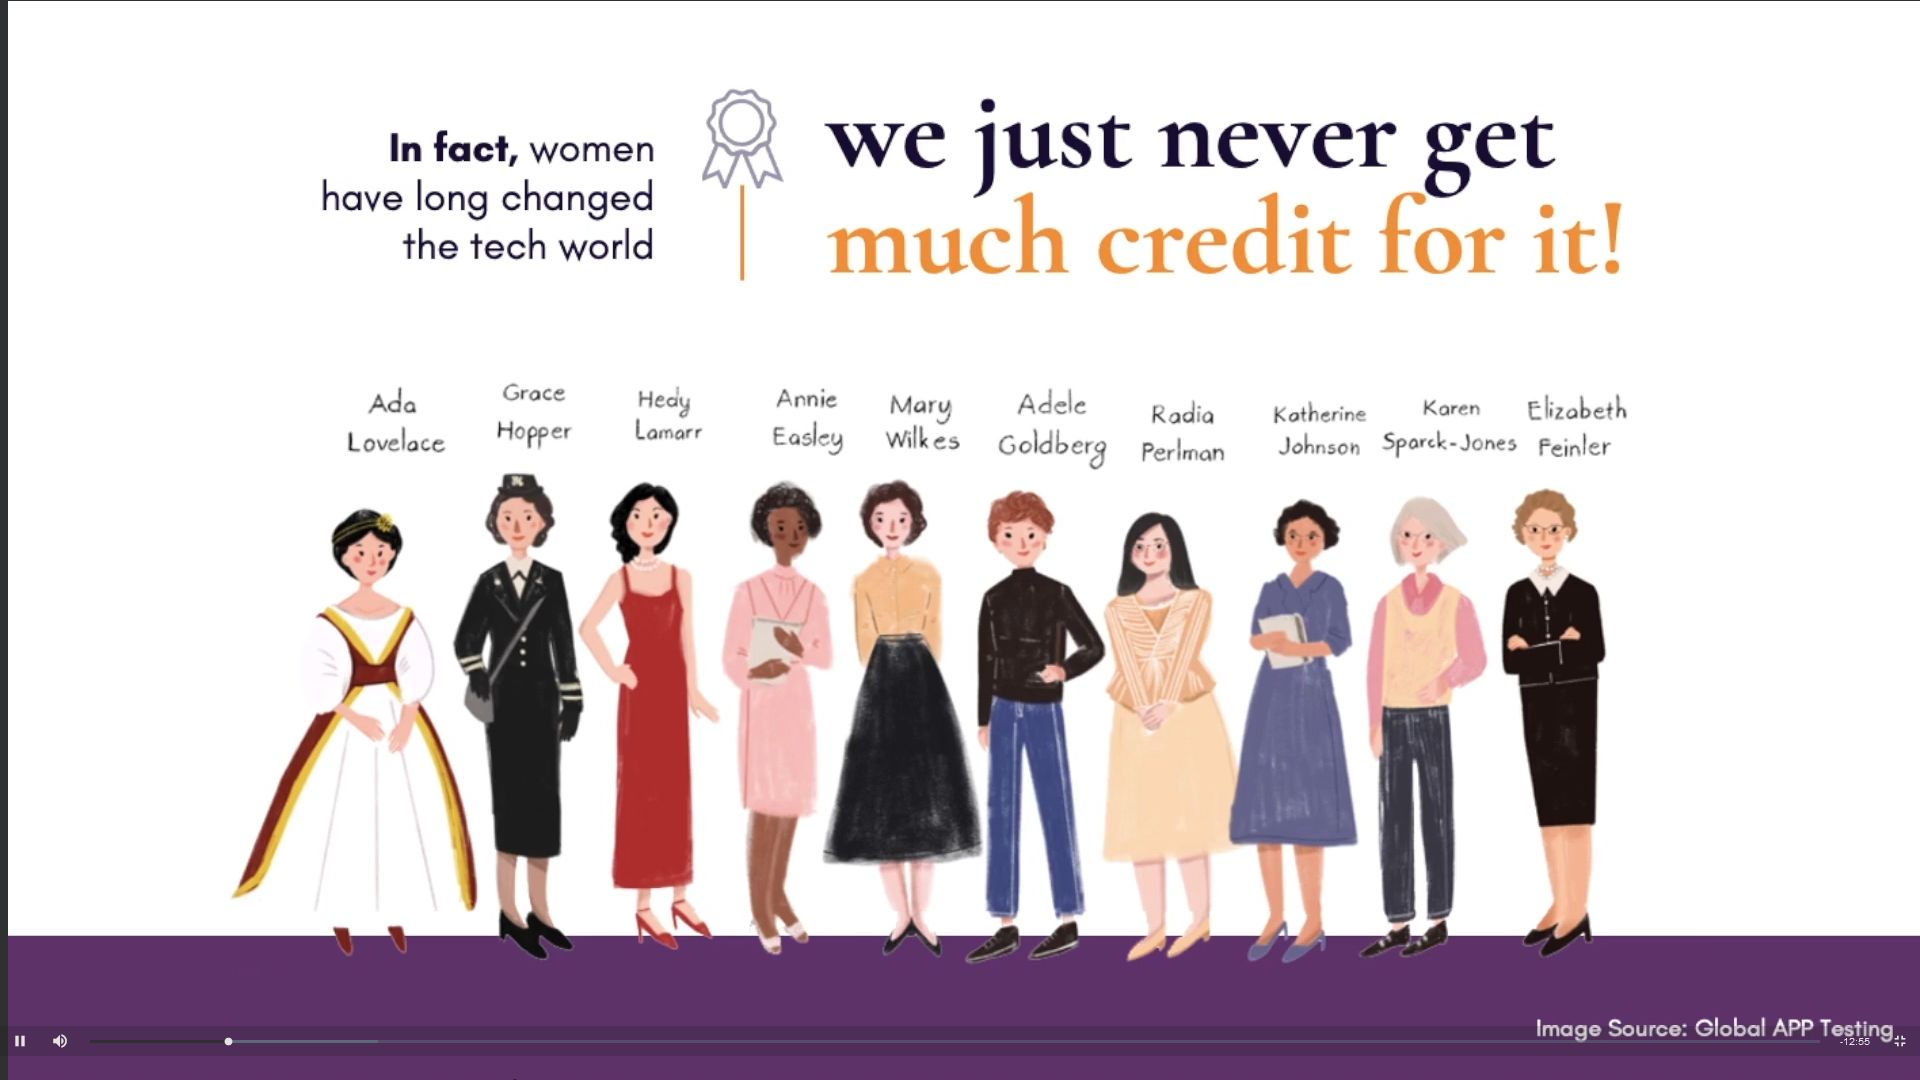 In fact, women
have long changed
the tech world
we just never get
much credit for it!
Ada
Lovelace
Grace
Hopper
Hedy
Lamarr
Annie
Easley
Mary
Wilkes
Adele
Goldberg
Radia
Perlman
Katherine
Johnson
Karen
Sparck-Jones
Elizabeth
Feinler
Image Source: Global APP Testing
-12:55